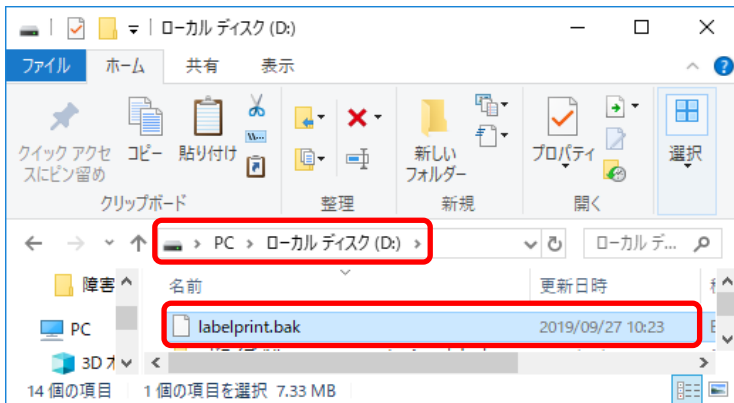 ローカル ディスク (D:)
ファイル ホーム 共有 表示
クイック アクセスにピン留め
コピー
貼り付け
新しい
フォルダー
プロパティ
選択
クリップボード 整理 新規 開く
PC › ローカル ディスク (D:) ›
ローカル デ...
障害
名前 更新日時
PC
labelprint.bak 2019/09/27 10:23
3D オ
14 個の項目 1 個の項目を選択 7.33 MB